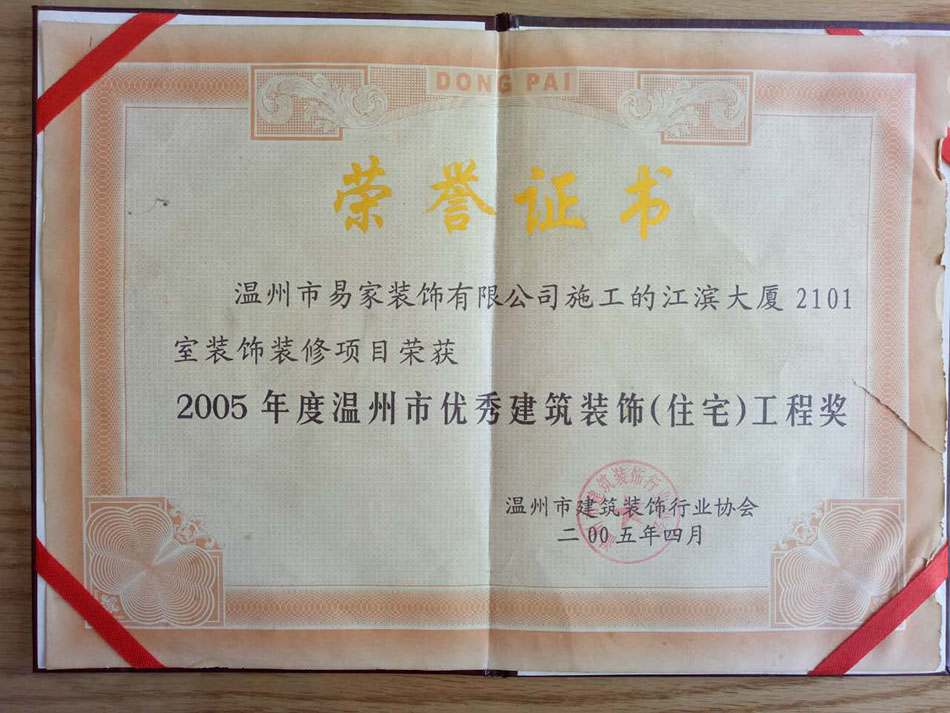 DONG PAI
荣誉证书
温州市易家装饰有限公司施工的江滨大厦2101
室装饰装修项目荣获
2005年度温州市优秀建筑装饰(住宅)工程奖
温州市建筑装饰行业协会
二00五年四月